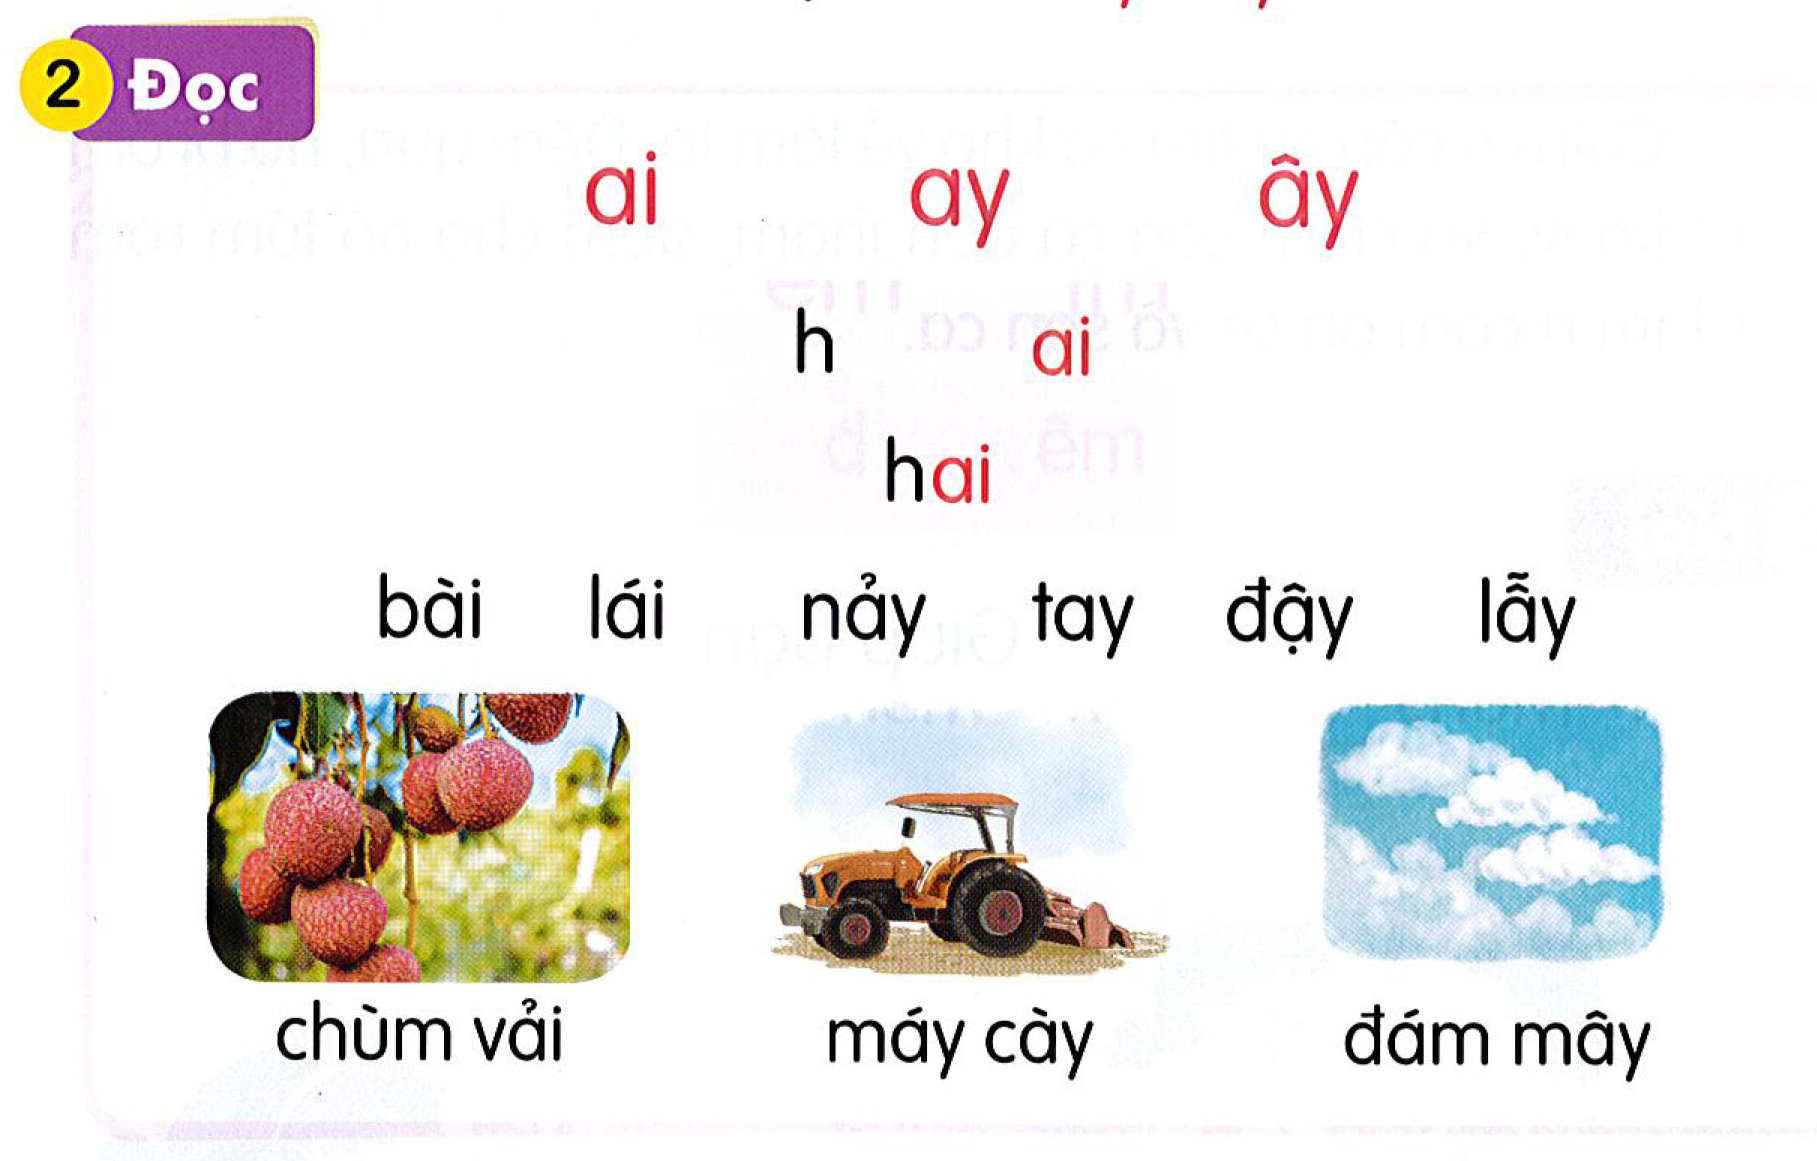 2 Đọc
ai ay ây
h ai
hai
bài lái nảy tay đậy lẫy
chùm vải máy cày đám mây